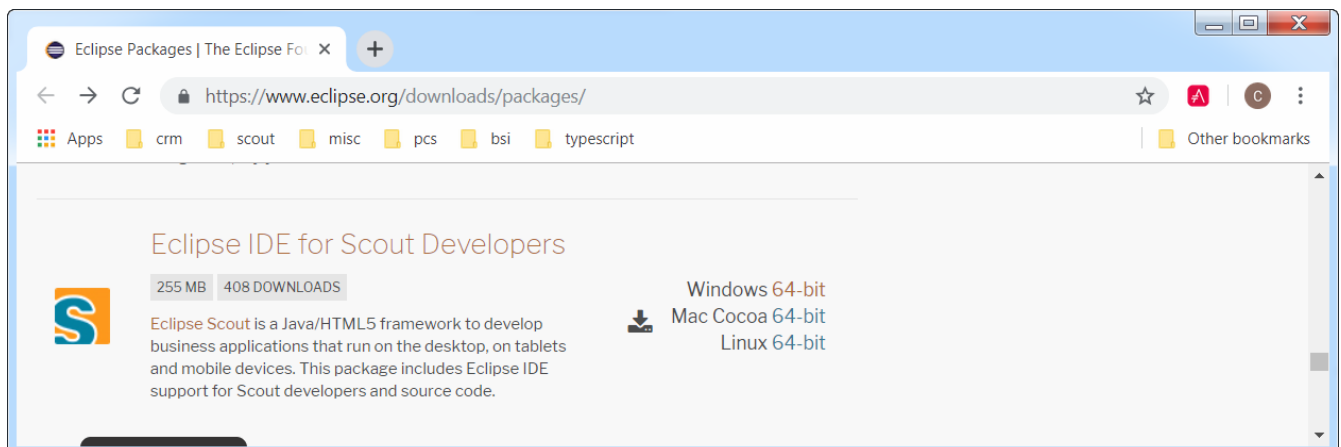 Eclipse Packages | The Eclipse Fou
https://www.eclipse.org/downloads/packages/
C
Apps crm scout misc pcs bsi typescript Other bookmarks
Eclipse IDE for Scout Developers
255 MB 408 DOWNLOADS
Eclipse Scout is a Java/HTML5 framework to develop
business applications that run on the desktop, on tablets
and mobile devices. This package includes Eclipse IDE
support for Scout developers and source code.
Windows 64-bit
Mac Cocoa 64-bit
Linux 64-bit